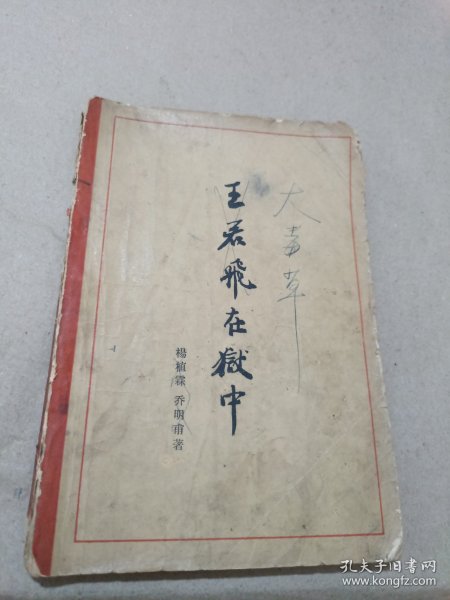 大毒草
王若飛在獄中
楊植霖 乔明甫著
孔夫子旧书网
www.kongfz.com